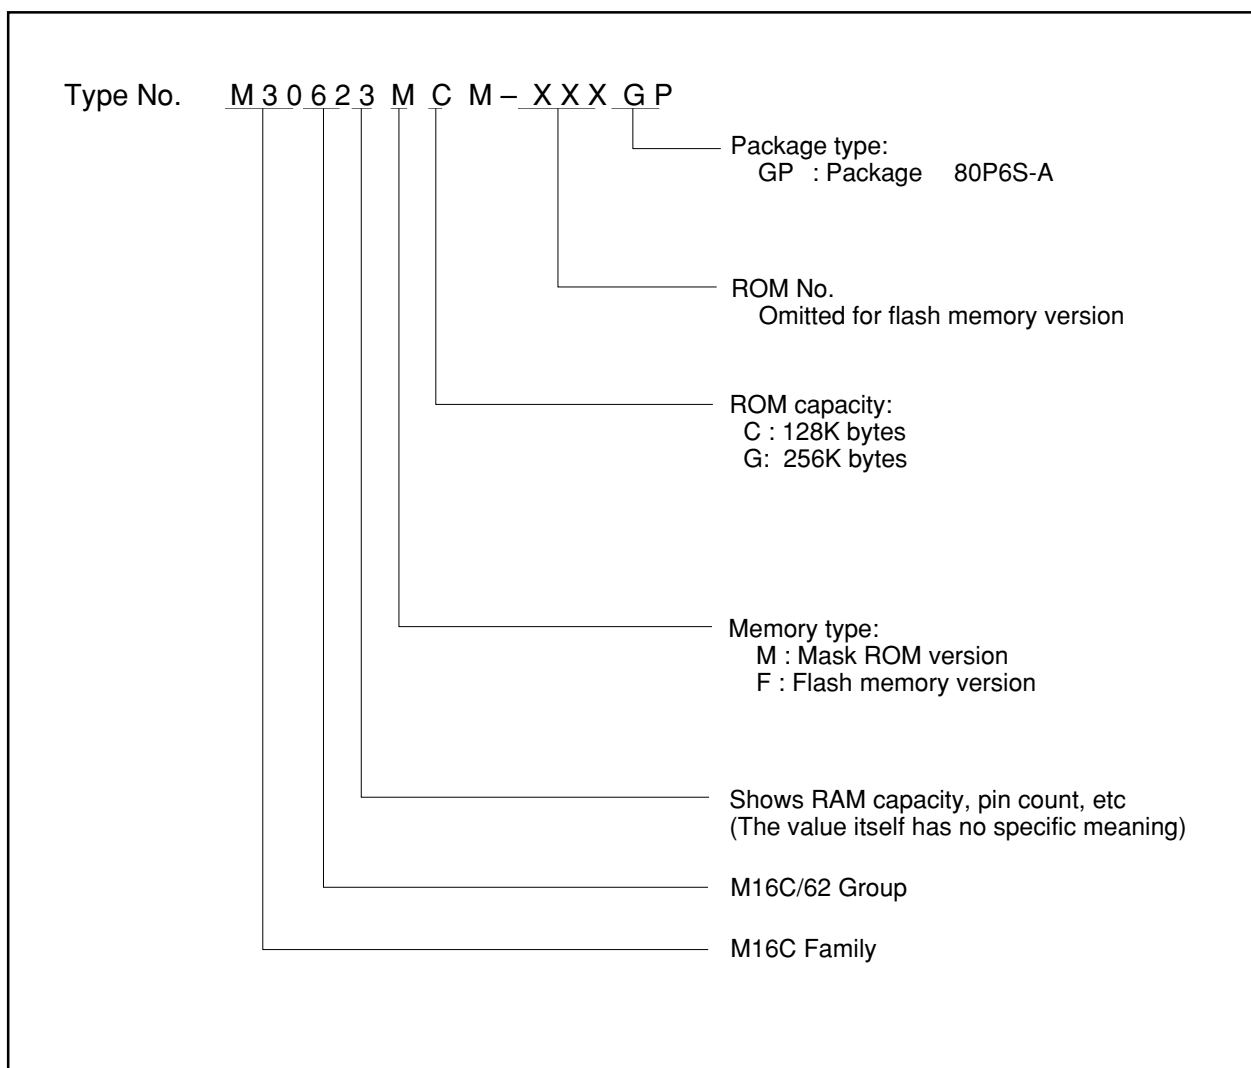 Type No. M 3 0 6 2 3 M C M – X X X G P
Package type:
GP : Package 80P6S-A
ROM No.
Omitted for flash memory version
ROM capacity:
C : 128K bytes
G: 256K bytes
Memory type:
M : Mask ROM version
F : Flash memory version
Shows RAM capacity, pin count, etc
(The value itself has no specific meaning)
M16C/62 Group
M16C Family